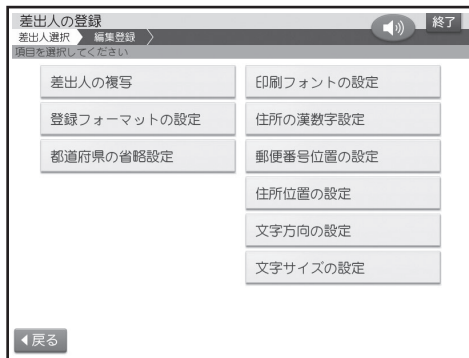 差出人の登録
終了
差出人選択 編集登録
項目を選択してください
差出人の複写
登録フォーマットの設定
都道府県の省略設定
印刷フォントの設定
住所の漢数字設定
郵便番号位置の設定
住所位置の設定
文字方向の設定
文字サイズの設定
戻る